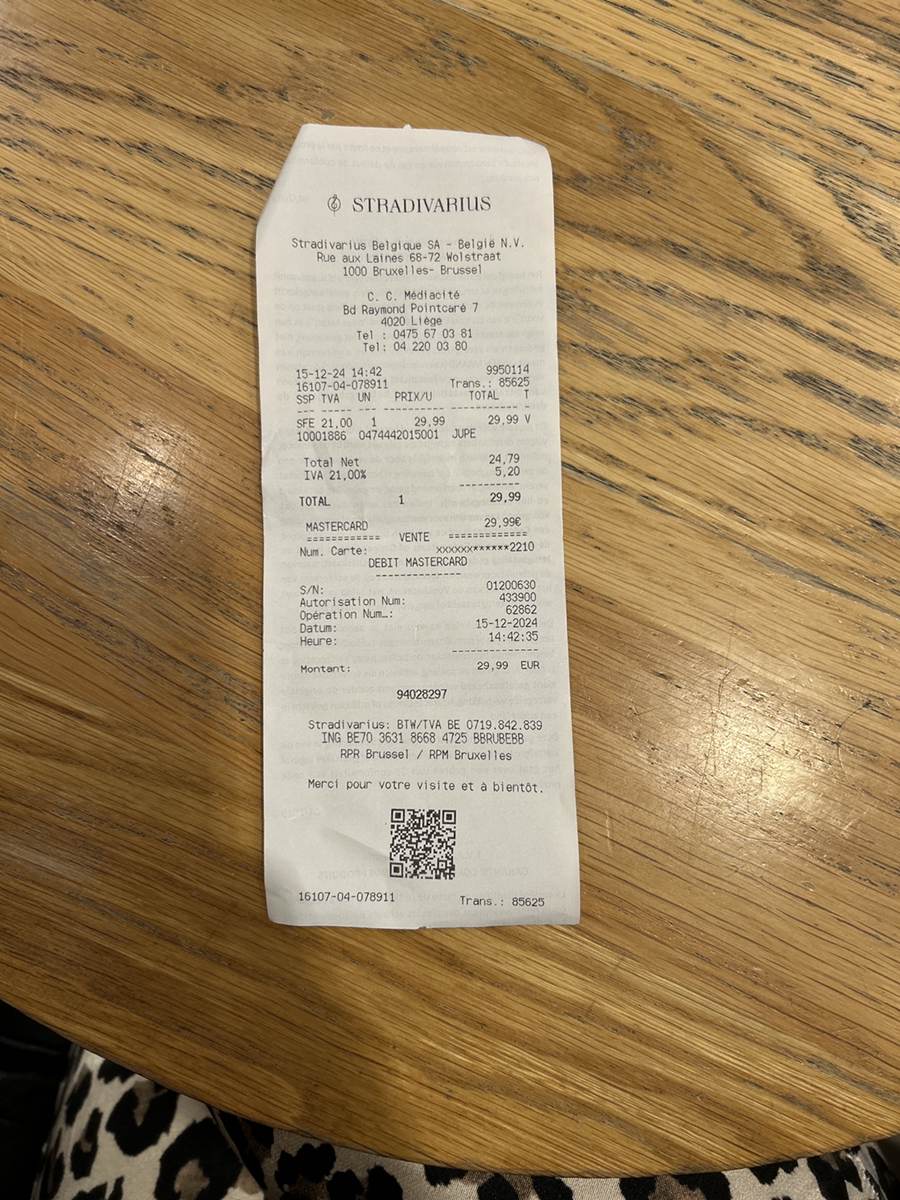 STRADIVARIUS
Stradivarius Belgique SA - België N.V.
Rue aux Laines 68-72 Wolstraat
1000 Bruxelles- Brussel
C. C. Médiacité
Bd Raymond Pointcaré 7
4020 Liège
Tel : 0475 67 03 81
Tel: 04 220 03 80
15-12-24 14:42 9950114
16107-04-078911 Trans.: 85625
SSP TVA UN PRIX/U TOTAL T
--- ---- --- ---------- ---------- -
SFE 21,00 1 29,99 29,99 V
10001886 0474442015001 JUPE
Total Net 24,79
IVA 21,00% 5,20
----------
TOTAL 1 29,99
MASTERCARD 29,99€
============ VENTE =============
Num. Carte: xxxxxx******2210
DEBIT MASTERCARD
--------------
S/N: 01200630
Autorisation Num: 433900
Opération Num…: 62862
Datum: 15-12-2024
Heure: 14:42:35
--------------
Montant: 29,99 EUR
94028297
Stradivarius: BTW/TVA BE 0719.842.839
ING BE70 3631 8668 4725 BBRUBEBB
RPR Brussel / RPM Bruxelles
Merci pour votre visite et à bientôt.
16107-04-078911 Trans.: 85625